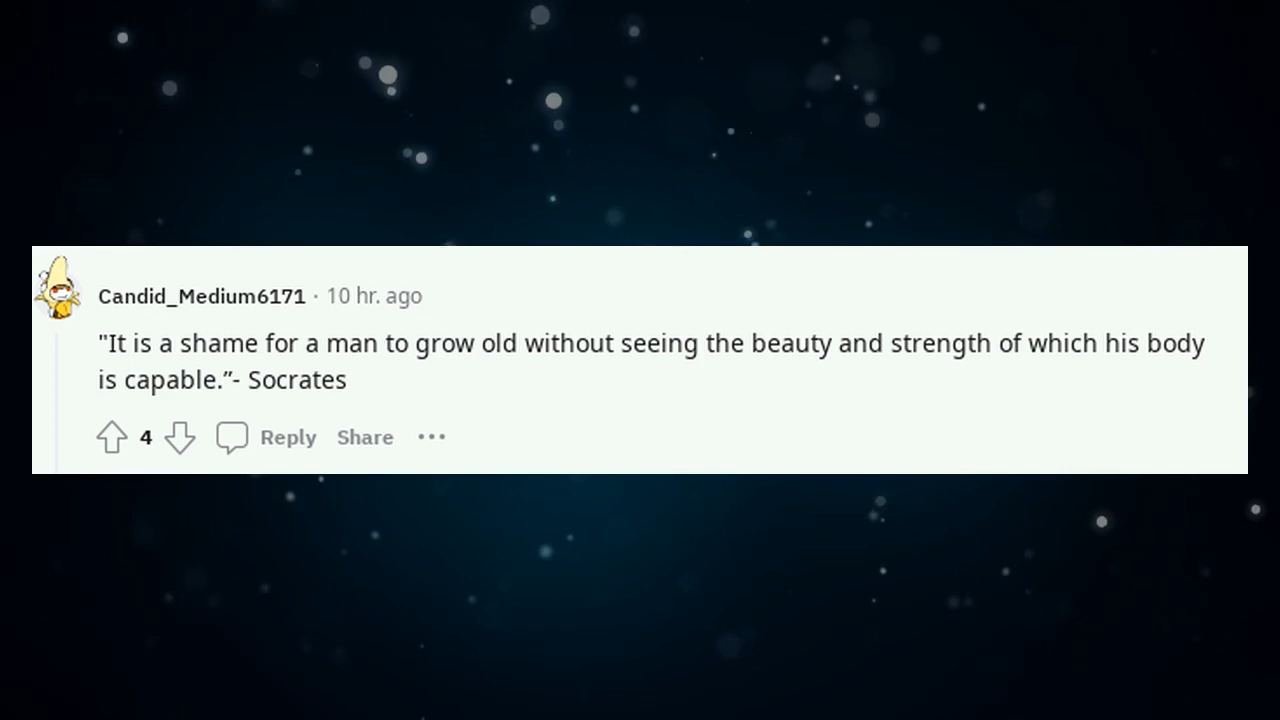 Candid_Medium6171 · 10 hr. ago
"It is a shame for a man to grow old without seeing the beauty and strength of which his body
is capable.”- Socrates
4 Reply Share •••